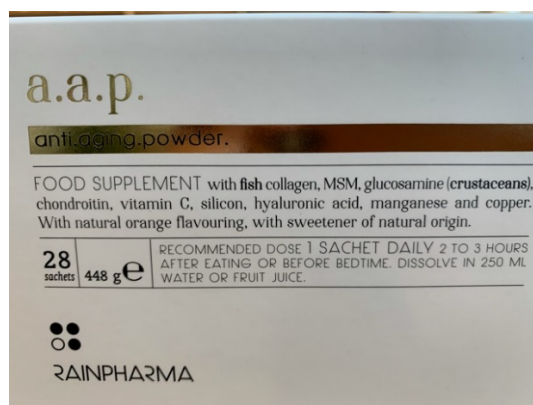 a.a.p.
anti.aging.powder.
FOOD SUPPLEMENT with fish collagen, MSM, glucosamine (crustaceans),
chondroitin, vitamin C, silicon, hyaluronic acid, manganese and copper.
With natural orange flavouring, with sweetener of natural origin.
28
sachets
448 g ℮
RECOMMENDED DOSE 1 SACHET DAILY 2 TO 3 HOURS
AFTER EATING OR BEFORE BEDTIME. DISSOLVE IN 250 ML
WATER OR FRUIT JUICE.
RAINPHARMA